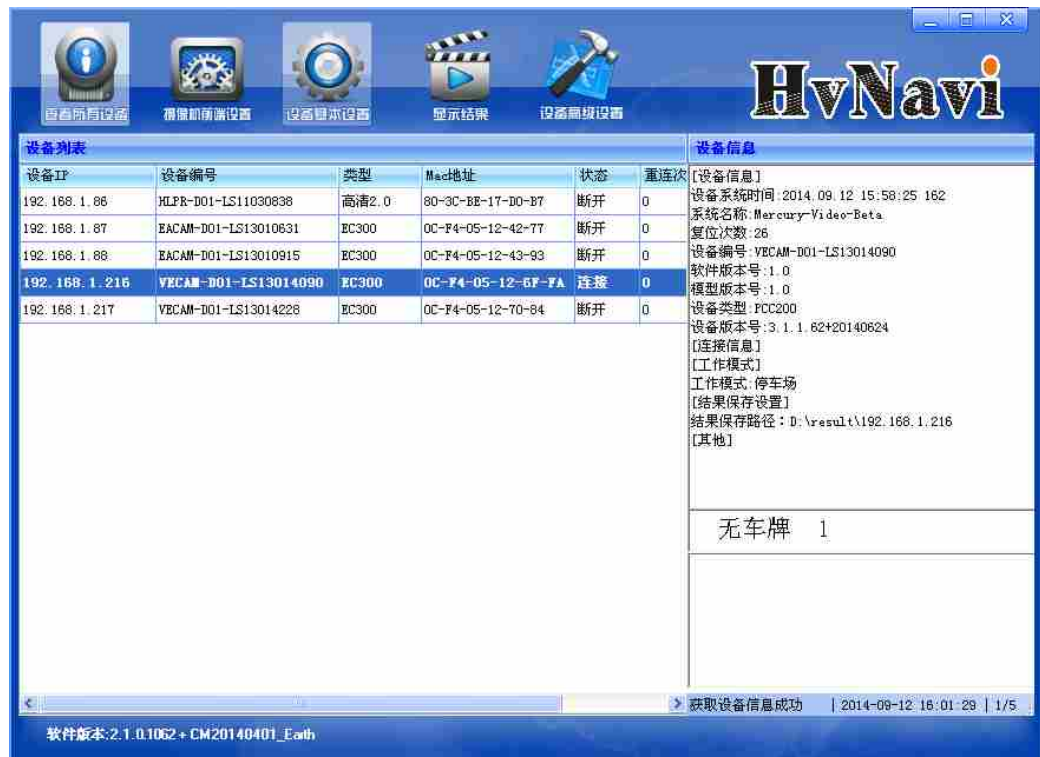 查看所有设备 摄像机前端设置 设备基本设置 显示结果 设备高级设置
HvNavi
设备列表
设备IP 设备编号 类型 Mac地址 状态 重连次
192.168.1.86 HLPR-D01-LS11030838 高清2.0 80-3C-BE-17-D0-B7 断开 0
192.168.1.87 EACAM-D01-LS13010631 EC300 0C-F4-05-12-42-77 断开 0
192.168.1.88 EACAM-D01-LS13010915 EC300 0C-F4-05-12-43-93 断开 0
192.168.1.216 VECAM-D01-LS13014090 EC300 0C-F4-05-12-6F-FA 连接 0
192.168.1.217 VECAM-D01-LS13014228 EC300 0C-F4-05-12-70-84 断开 0
设备信息
[设备信息]
设备系统时间:2014.09.12 15:58:25 162
系统名称:Mercury-Video-Beta
复位次数:26
设备编号:VECAM-D01-LS13014090
软件版本号:1.0
模型版本号:1.0
设备类型:PCC200
设备版本号:3.1.1.62+20140624
[连接信息]
[工作模式]
工作模式:停车场
[结果保存设置]
结果保存路径：D:\result\192.168.1.216
[其他]
无车牌 1
获取设备信息成功 | 2014-09-12 16:01:29 | 1/5
软件版本:2.1.0.1062 + CM20140401_Earth